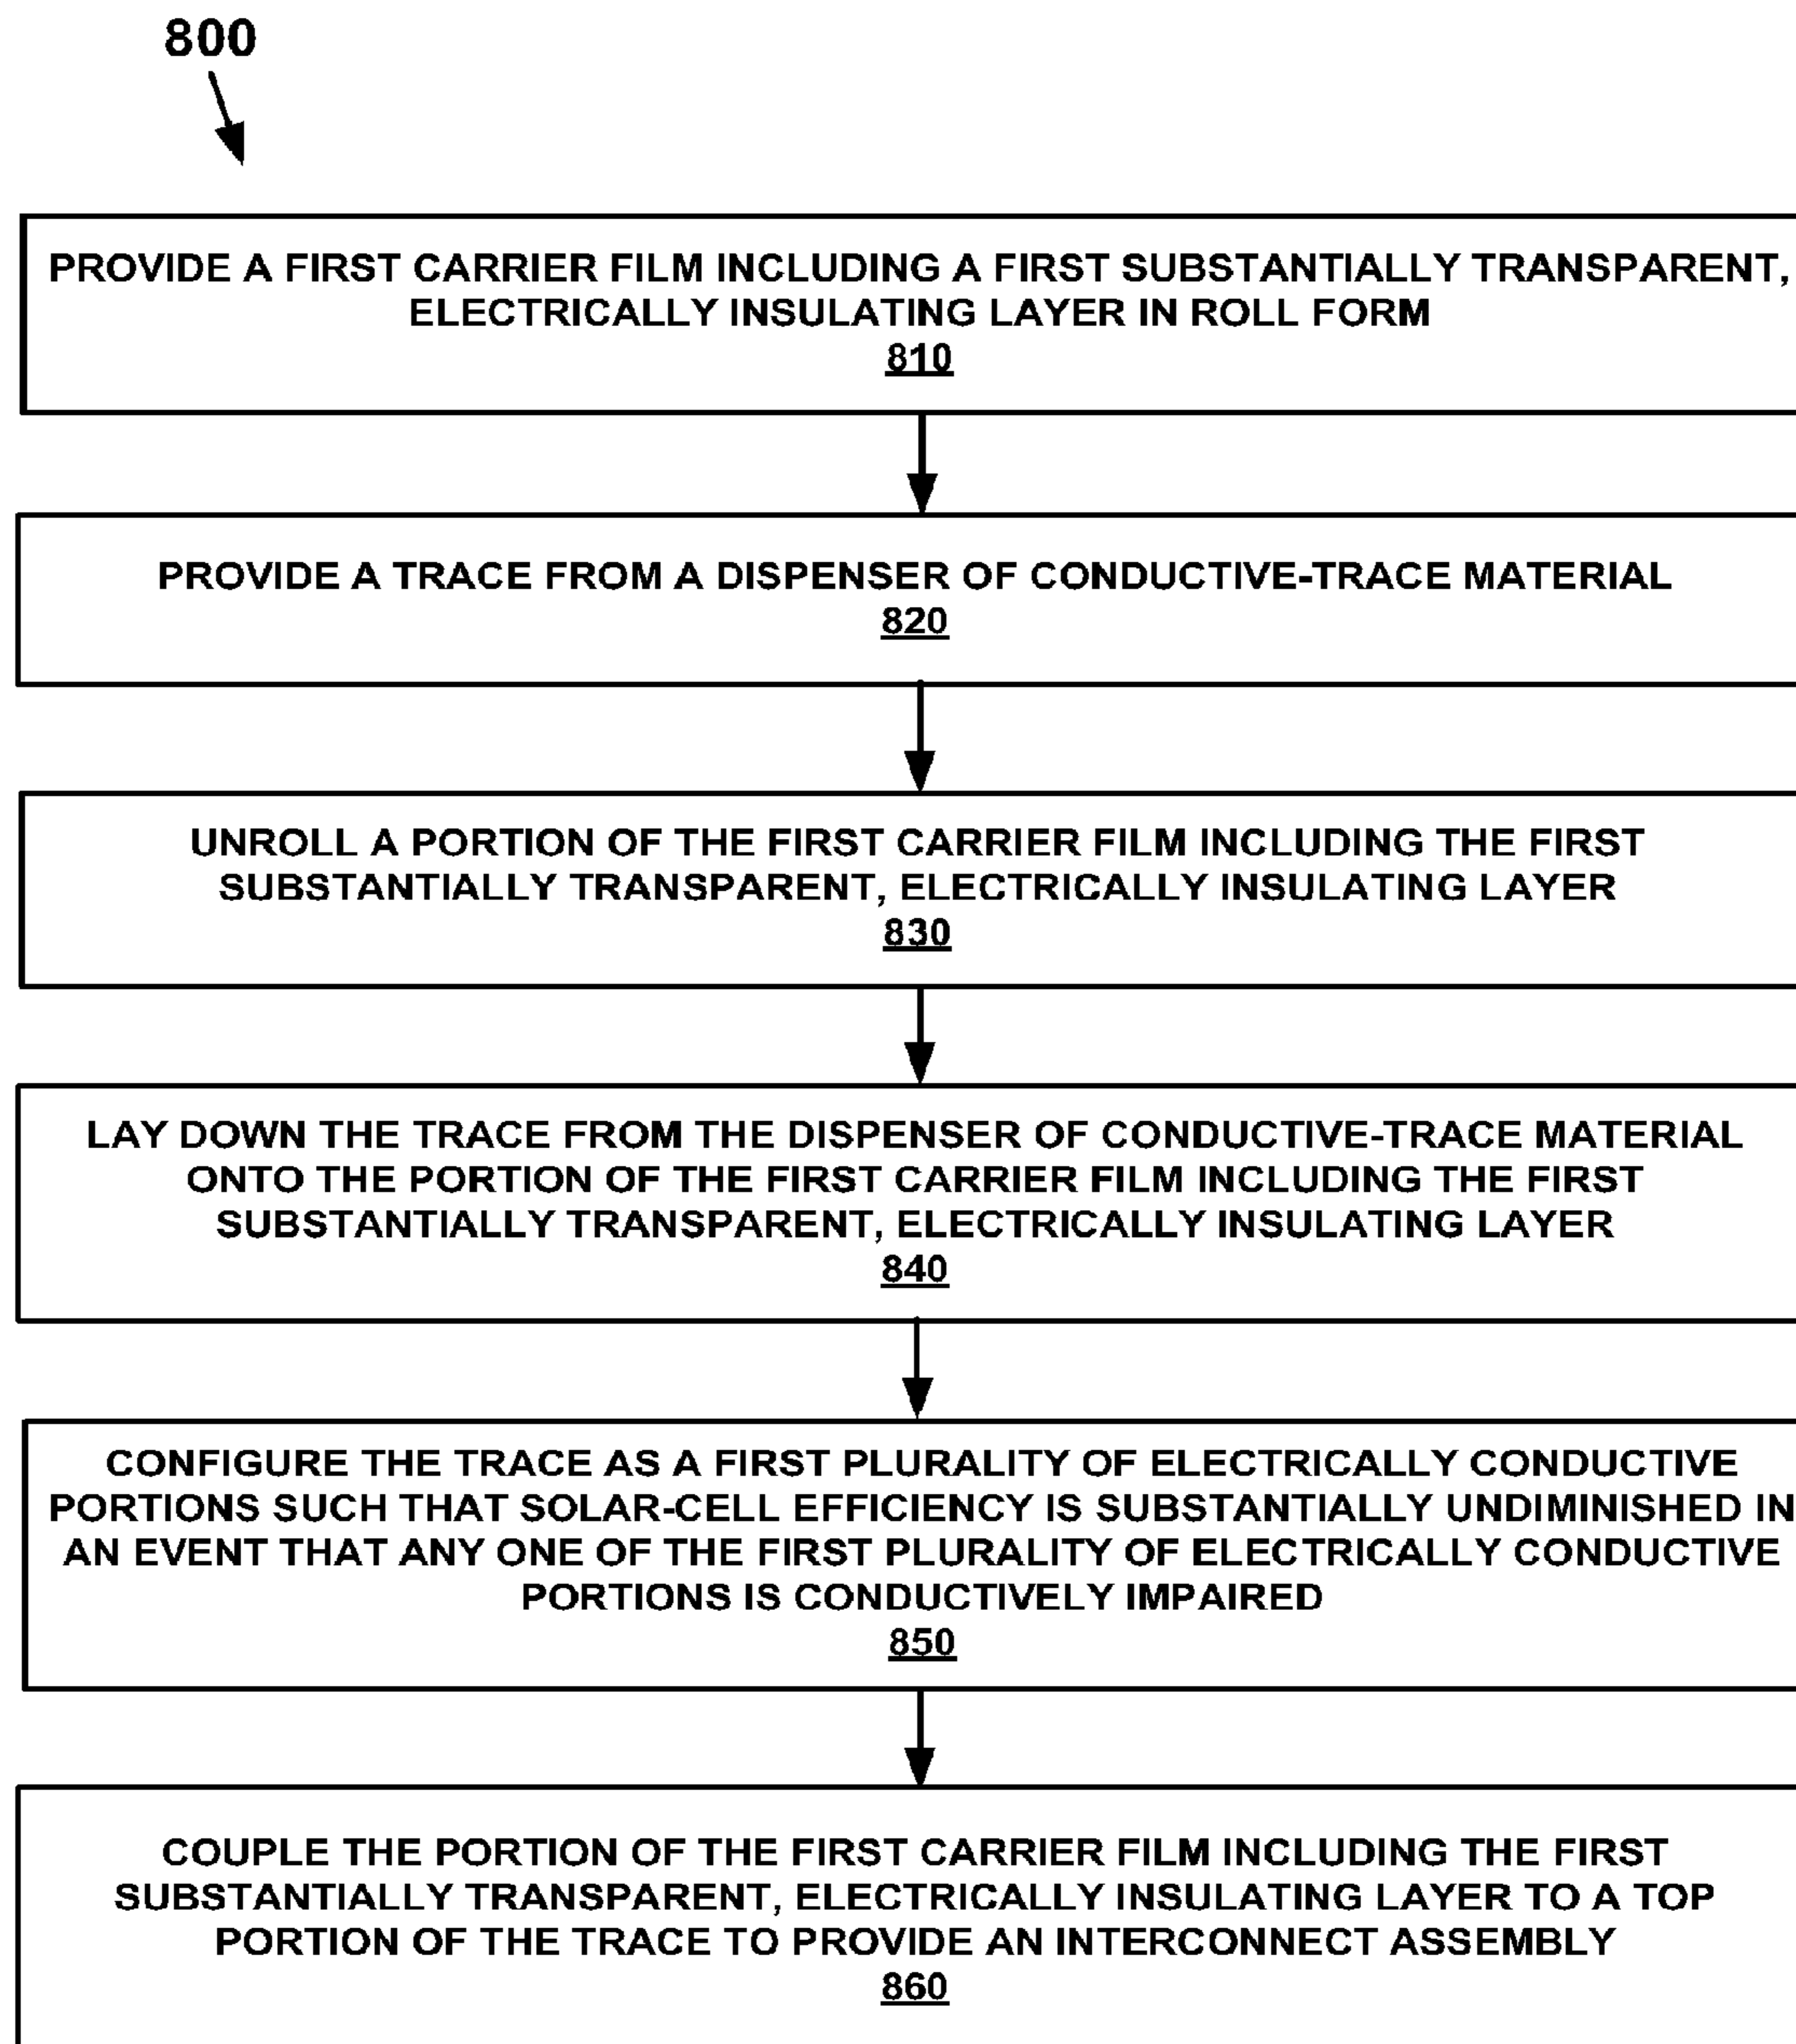 800
PROVIDE A FIRST CARRIER FILM INCLUDING A FIRST SUBSTANTIALLY TRANSPARENT,
ELECTRICALLY INSULATING LAYER IN ROLL FORM
810
PROVIDE A TRACE FROM A DISPENSER OF CONDUCTIVE-TRACE MATERIAL
820
UNROLL A PORTION OF THE FIRST CARRIER FILM INCLUDING THE FIRST
SUBSTANTIALLY TRANSPARENT, ELECTRICALLY INSULATING LAYER
830
LAY DOWN THE TRACE FROM THE DISPENSER OF CONDUCTIVE-TRACE MATERIAL
ONTO THE PORTION OF THE FIRST CARRIER FILM INCLUDING THE FIRST
SUBSTANTIALLY TRANSPARENT, ELECTRICALLY INSULATING LAYER
840
CONFIGURE THE TRACE AS A FIRST PLURALITY OF ELECTRICALLY CONDUCTIVE
PORTIONS SUCH THAT SOLAR-CELL EFFICIENCY IS SUBSTANTIALLY UNDIMINISHED IN
AN EVENT THAT ANY ONE OF THE FIRST PLURALITY OF ELECTRICALLY CONDUCTIVE
PORTIONS IS CONDUCTIVELY IMPAIRED
850
COUPLE THE PORTION OF THE FIRST CARRIER FILM INCLUDING THE FIRST
SUBSTANTIALLY TRANSPARENT, ELECTRICALLY INSULATING LAYER TO A TOP
PORTION OF THE TRACE TO PROVIDE AN INTERCONNECT ASSEMBLY
860